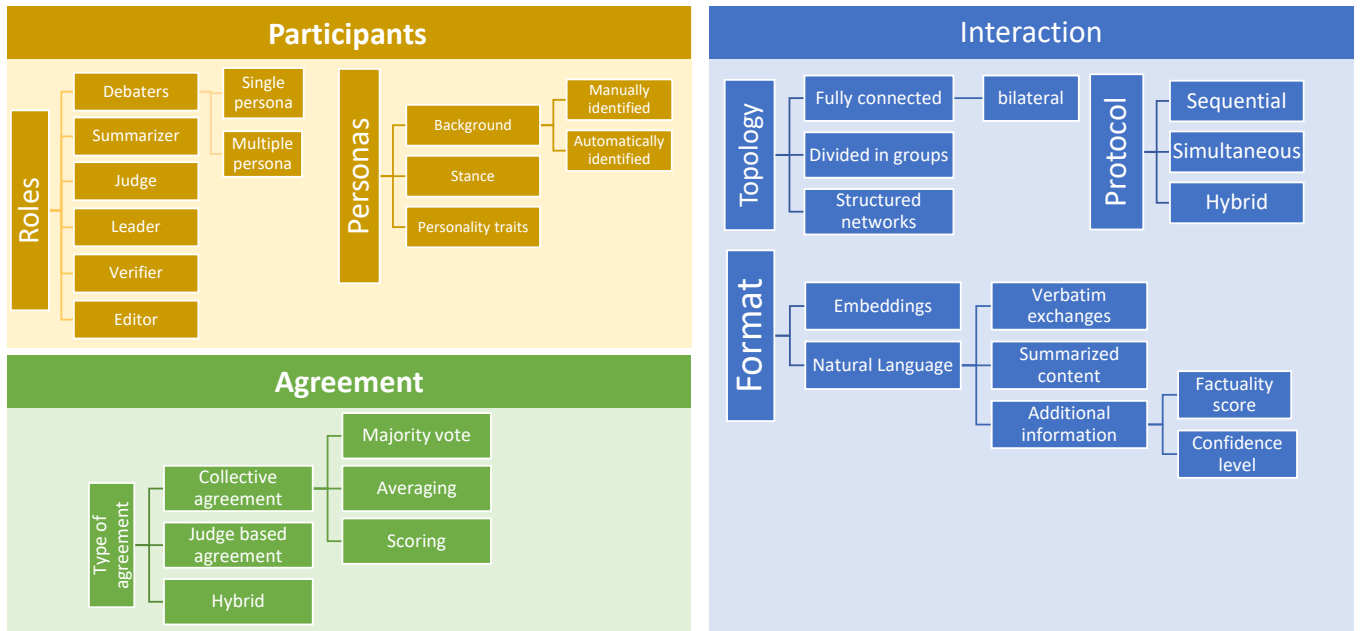 Participants
Roles
Debaters
Single
persona
Multiple
persona
Summarizer
Judge
Leader
Verifier
Editor
Personas
Background
Manually
identified
Automatically
identified
Stance
Personality traits
Agreement
Type of
agreement
Collective
agreement
Majority vote
Averaging
Scoring
Judge based
agreement
Hybrid
Interaction
Topology
Fully connected
bilateral
Divided in groups
Structured
networks
Protocol
Sequential
Simultaneous
Hybrid
Format
Embeddings
Natural Language
Verbatim
exchanges
Summarized
content
Additional
information
Factuality
score
Confidence
level